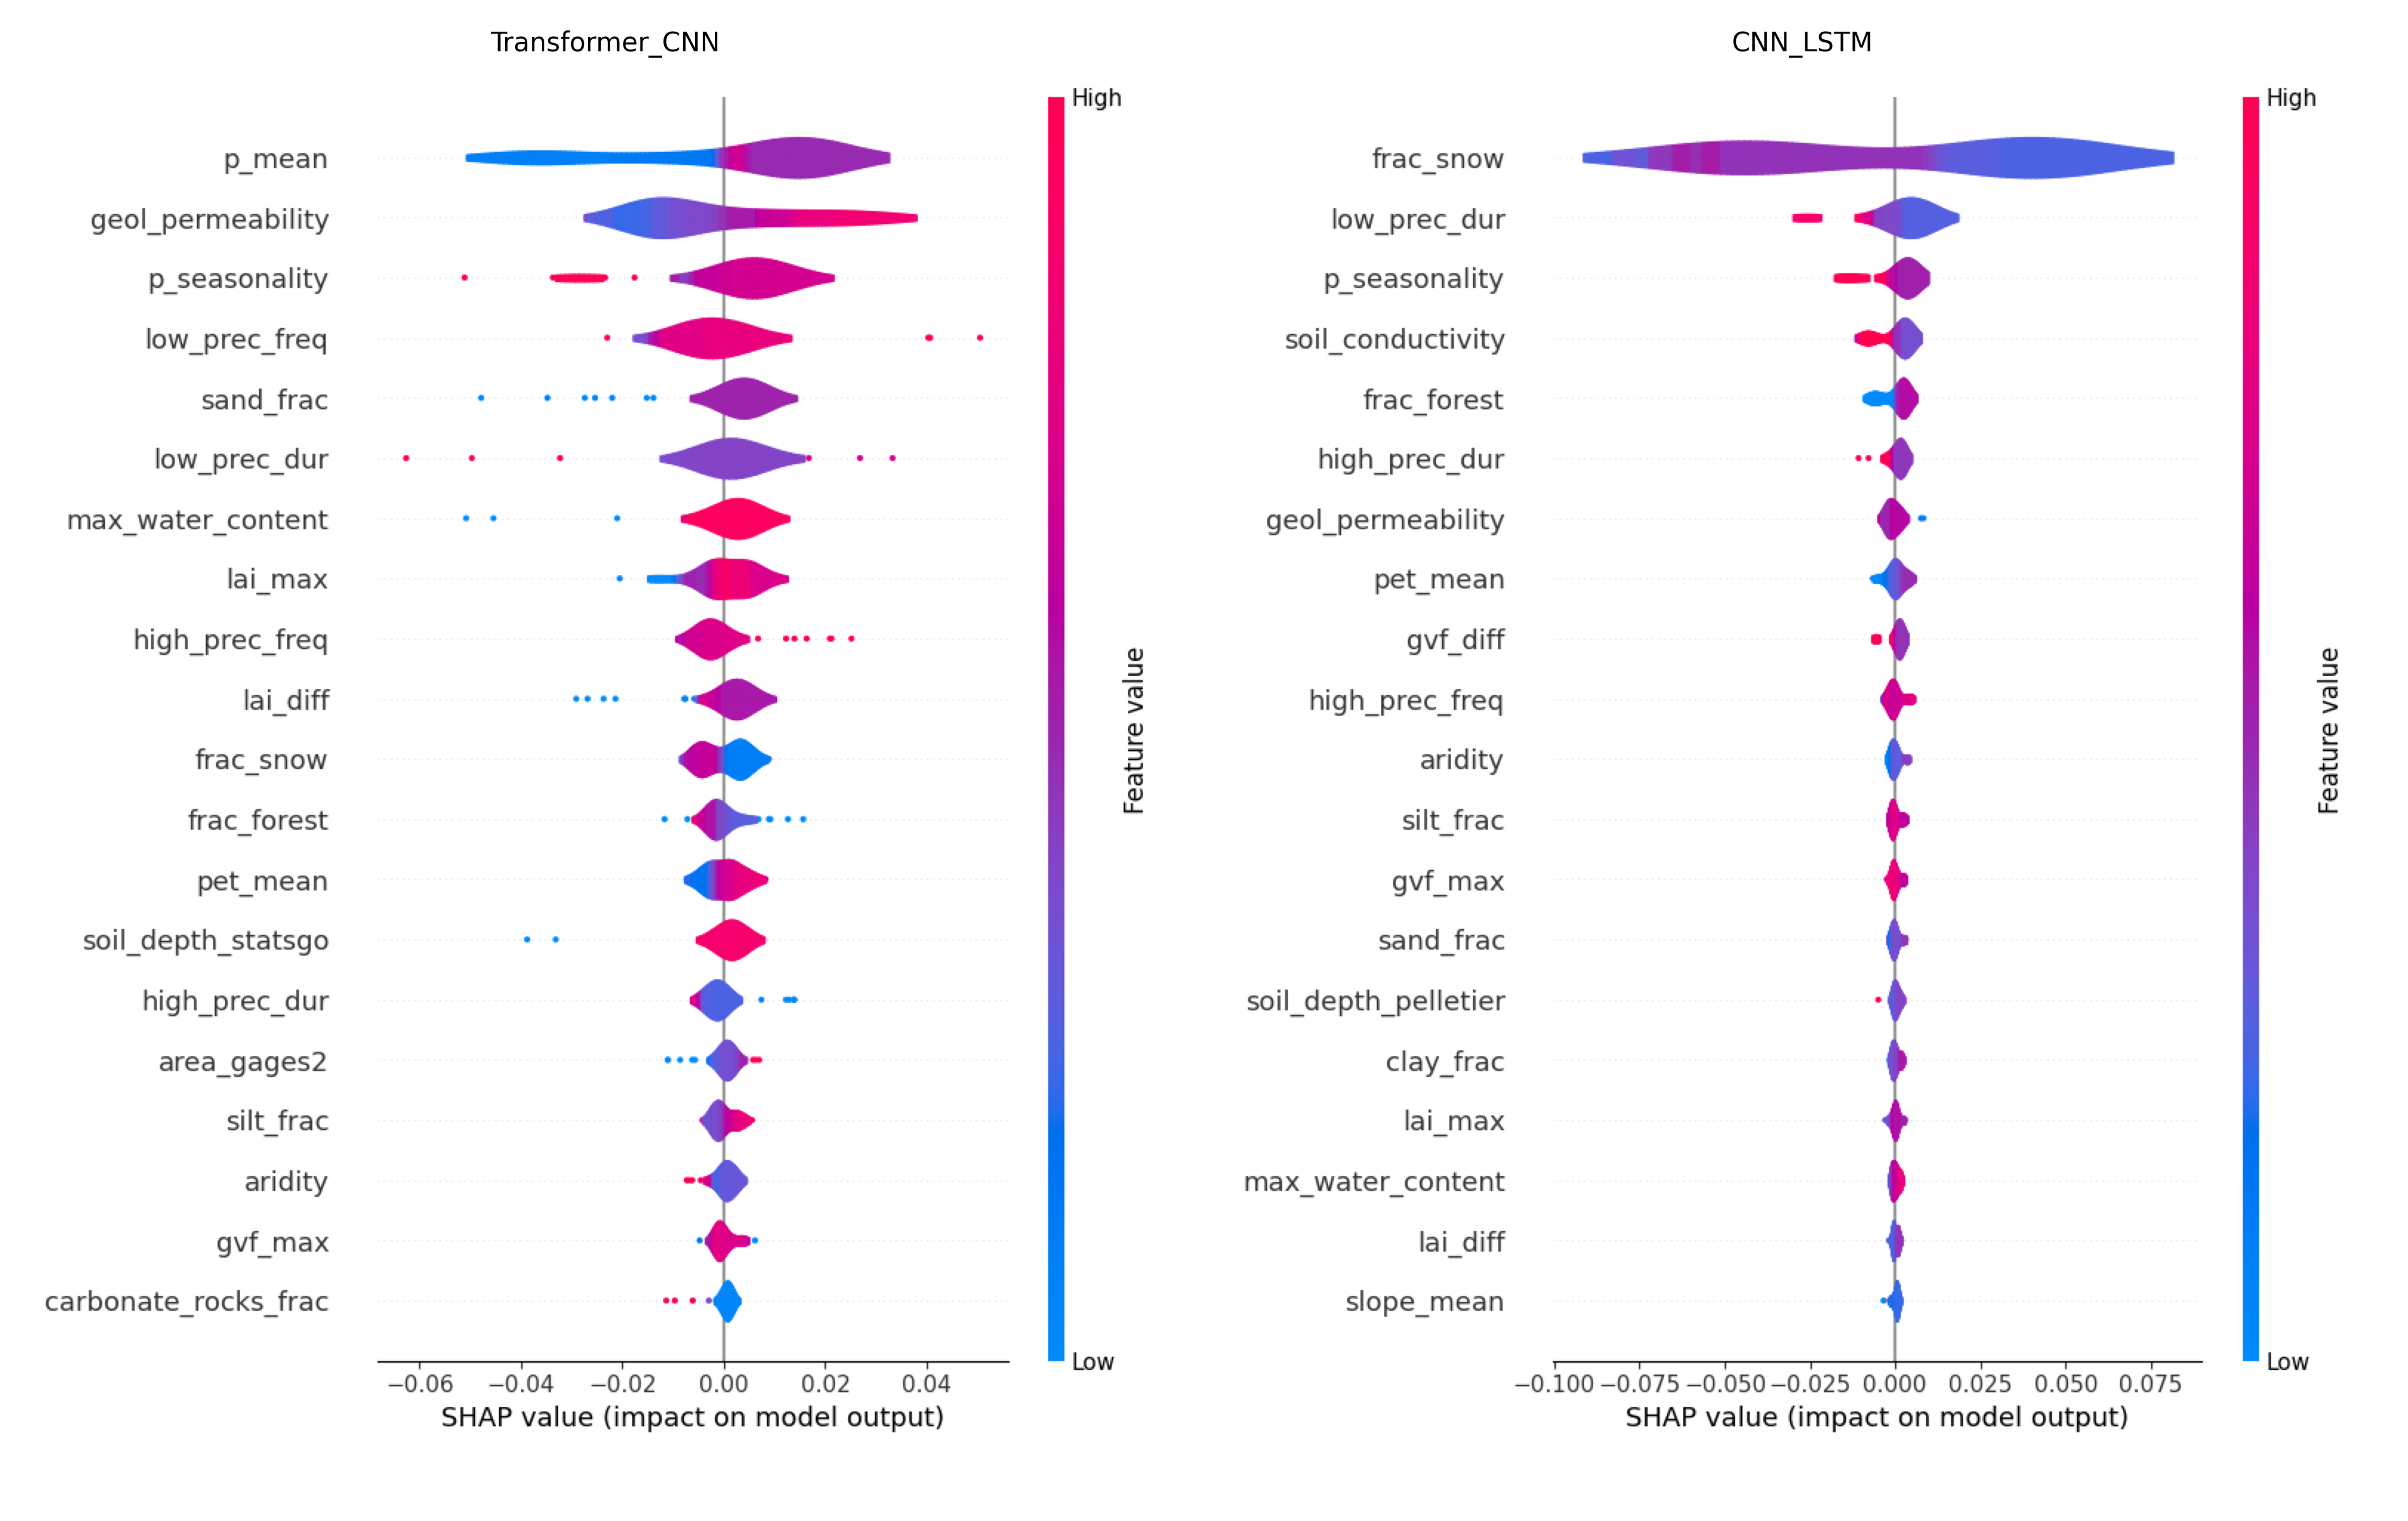 Transformer_CNN
High
p_mean
geol_permeability
p_seasonality
low_prec_freq
sand_frac
low_prec_dur
max_water_content
lai_max
high_prec_freq
lai_diff
frac_snow
frac_forest
pet_mean
soil_depth_statsgo
high_prec_dur
area_gages2
silt_frac
aridity
gvf_max
carbonate_rocks_frac
Feature value
Low
−0.06 −0.04 −0.02 0.00 0.02 0.04
SHAP value (impact on model output)
CNN_LSTM
High
frac_snow
low_prec_dur
p_seasonality
soil_conductivity
frac_forest
high_prec_dur
geol_permeability
pet_mean
gvf_diff
high_prec_freq
aridity
silt_frac
gvf_max
sand_frac
soil_depth_pelletier
clay_frac
lai_max
max_water_content
lai_diff
slope_mean
Feature value
Low
−0.100 −0.075 −0.050 −0.025 0.000 0.025 0.050 0.075
SHAP value (impact on model output)